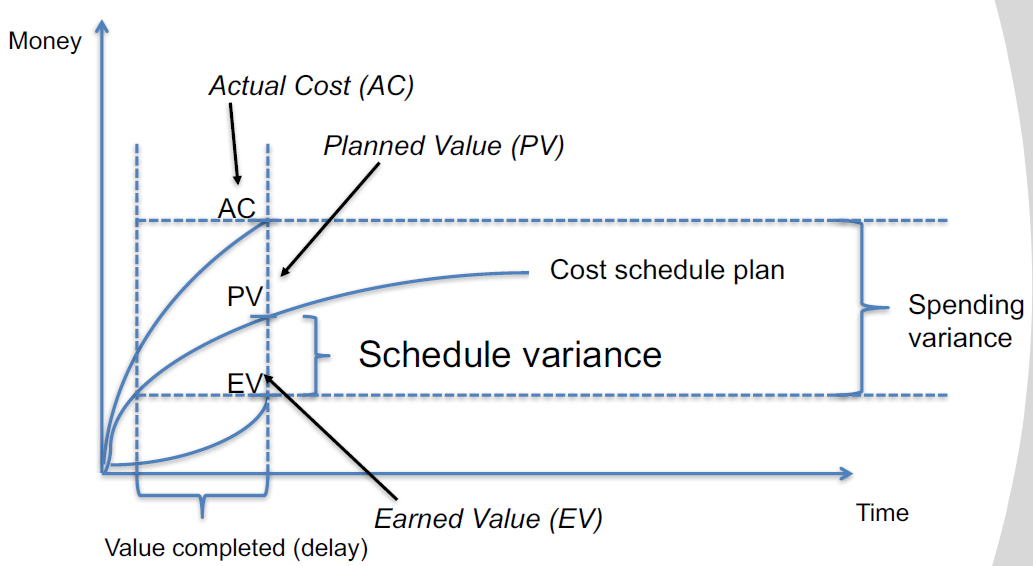 Money
Actual Cost (AC)
Planned Value (PV)
AC
Cost schedule plan
PV
Spending
variance
Schedule variance
EV
Earned Value (EV)
Time
Value completed (delay)